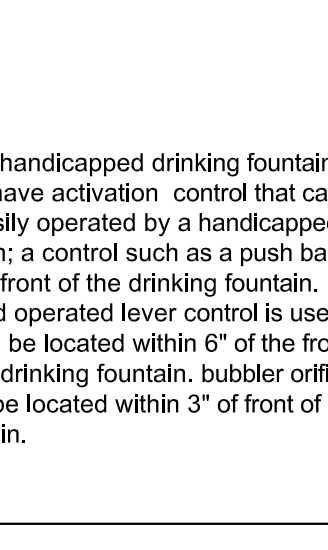 handicapped drinking fountain
have activation control that ca
sily operated by a handicapped
n; a control such as a push ba
front of the drinking fountain.
d operated lever control is use
be located within 6" of the fro
drinking fountain. bubbler orifi
be located within 3" of front of
in.